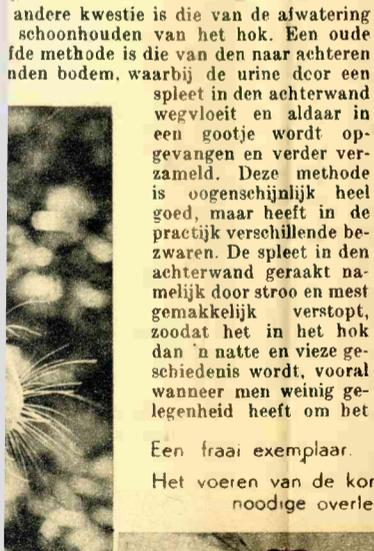 andere kwestie is die van de afwatering
schoonhouden van het hok. Een oude
fde methode is die van den naar achteren
nden bodem, waarbij de urine door een
spleet in den achterwand
wegvloeit en aldaar in
een gootje wordt op-
gevangen en verder ver-
zameld. Deze methode
is oogenschijnlijk heel
goed, maar heeft in de
practijk verschillende be-
zwaren. De spleet in den
achterwand geraakt na-
melijk door stroo en mest
gemakkelijk verstopt,
zoodat het in het hok
dan 'n natte en vieze ge-
schiedenis wordt, vooral
wanneer men weinig ge-
legenheid heeft om het
Een fraai exemplaar.
Het voeren van de kor
noodige overle